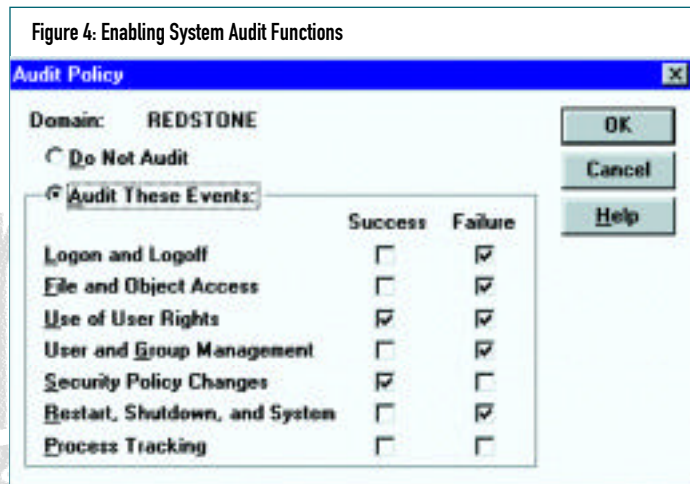 Figure 4: Enabling System Audit Functions
Audit Policy
Domain: REDSTONE
OK
Do Not Audit
Cancel
Audit These Events:
Help
Success Failure
Logon and Logoff
File and Object Access
Use of User Rights
User and Group Management
Security Policy Changes
Restart, Shutdown, and System
Process Tracking